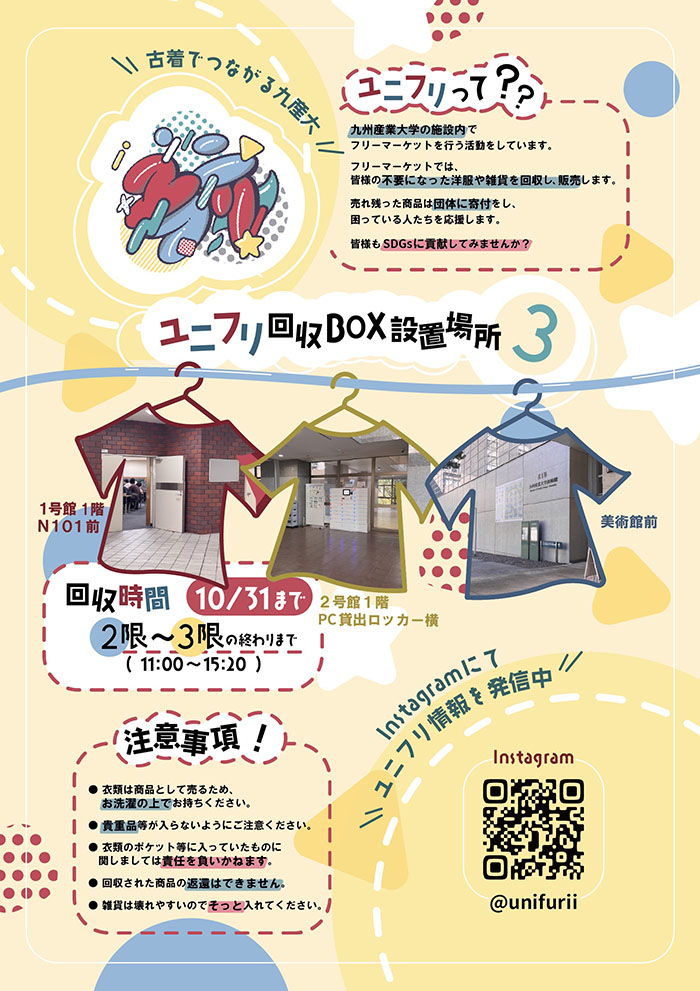 古着でつながる九産大
ユニフリって??
九州産業大学の施設内で
フリーマーケットを行う活動をしています。
フリーマーケットでは、
皆様の不要になった洋服や雑貨を回収し、販売します。
売れ残った商品は団体に寄付をし、
困っている人たちを応援します。
皆様もSDGsに貢献してみませんか？
ユニフリ回収BOX設置場所 3
1号館1階
N101前
2号館1階
PC貸出ロッカー横
美術館前
回収時間 10/31まで
2限～3限の終わりまで
( 11:00～15:20 )
Instagramにて
ユニフリ情報を発信中
注意事項！
● 衣類は商品として売るため、
お洗濯の上でお持ちください。
● 貴重品等が入らないようにご注意ください。
● 衣類のポケット等に入っていたものに
関しましては責任を負いかねます。
● 回収された商品の返還はできません。
● 雑貨は壊れやすいのでそっと入れてください。
Instagram
@unifurii